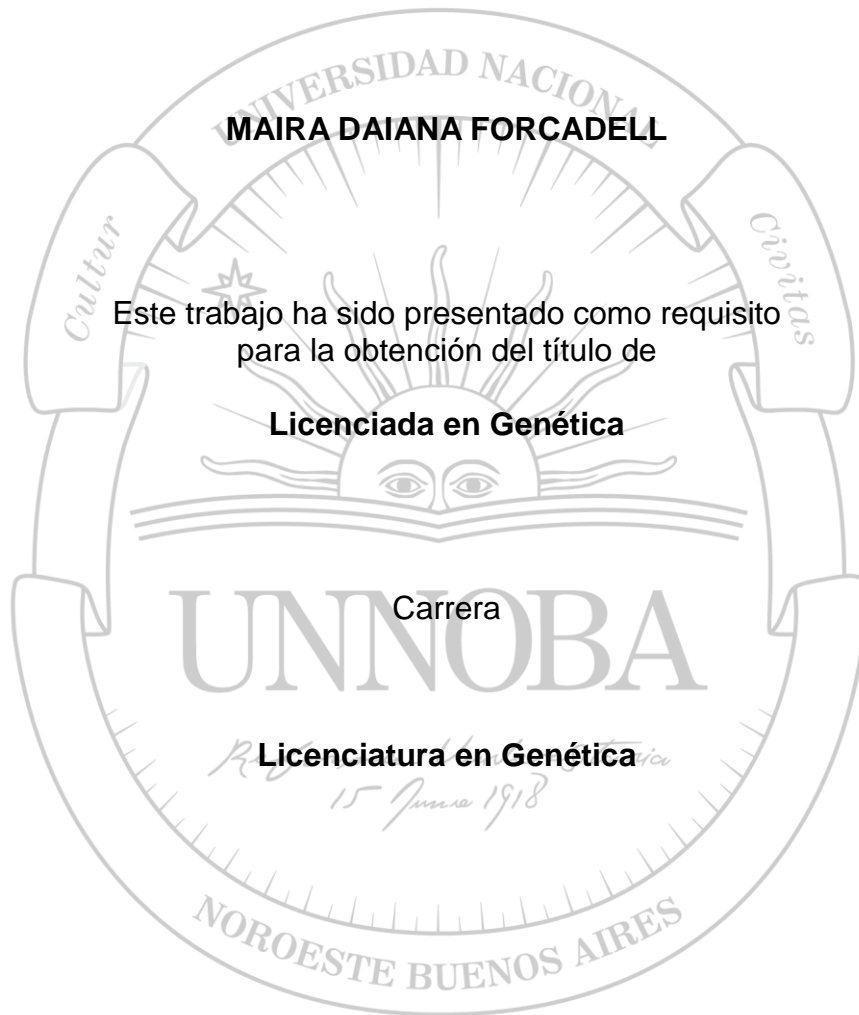 UNIVERSIDAD NACIONAL
MAIRA DAIANA FORCADELL
Cultur
Civitas
Este trabajo ha sido presentado como requisito
para la obtención del título de
Licenciada en Genética
Carrera
UNNOBA
Licenciatura en Genética
15 Junio 1918
NOROESTE BUENOS AIRES